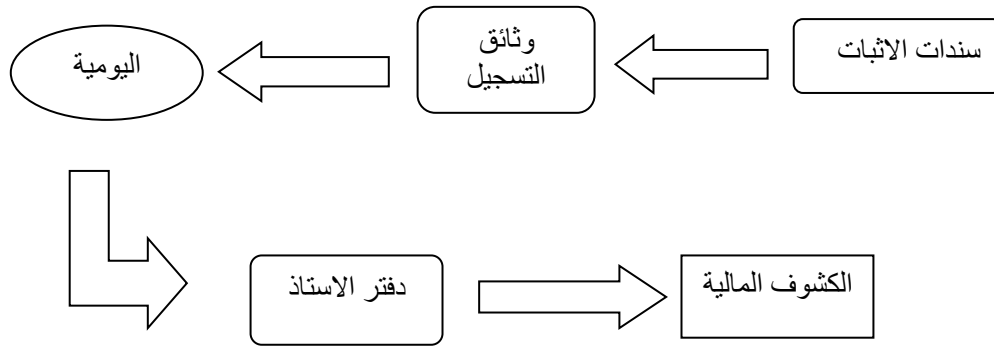 سندات الاثبات
وثائق
التسجيل
اليومية
دفتر الاستاذ
الكشوف المالية